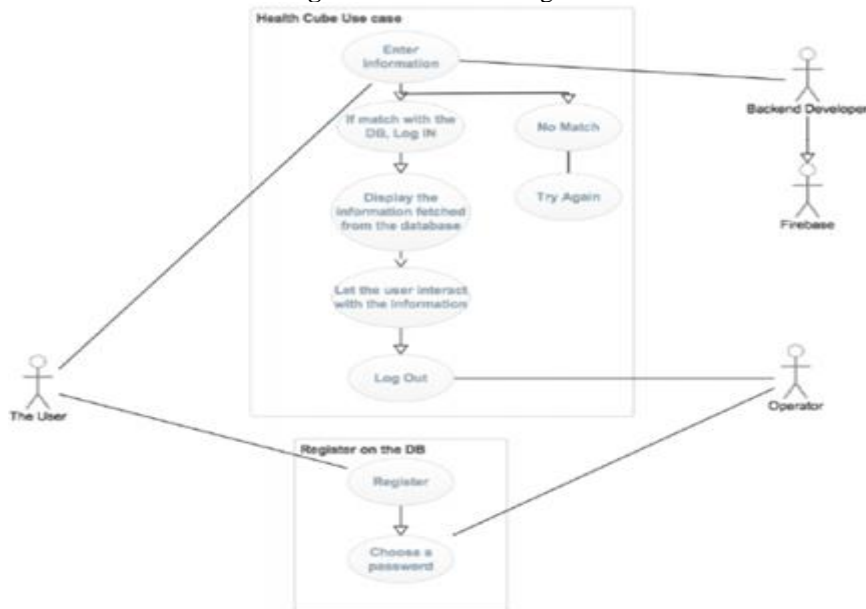 Health Cube Use case
Enter
Information
Backend Developer
If match with the
DB, Log IN
No Match
Display the
information fetched
from the database
Try Again
Firebase
Let the user interact
with the Information
Log Out
The User
Operator
Register on the DB
Register
Choose a
password